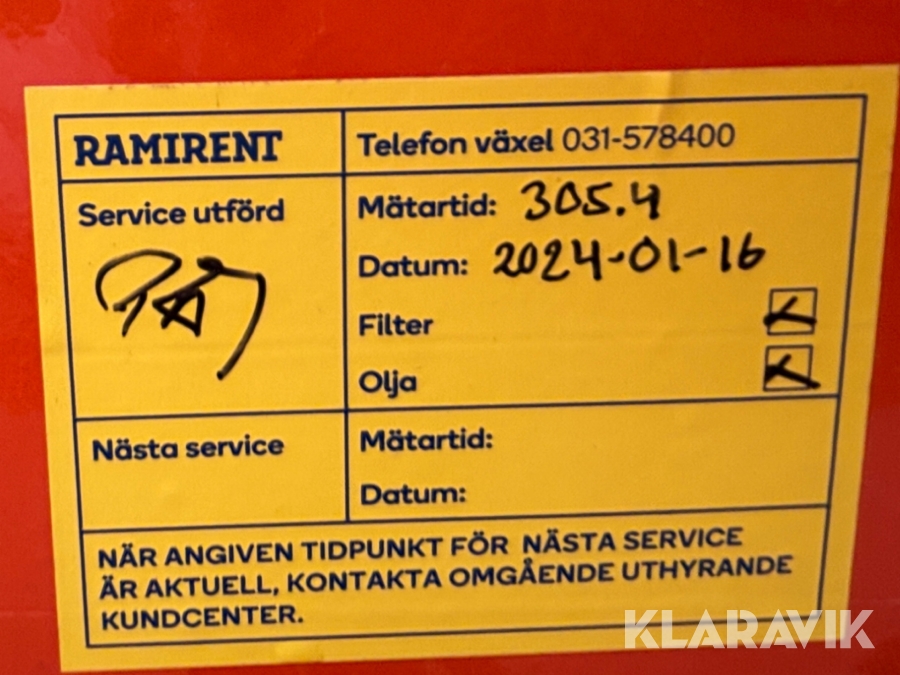 RAMIRENT
Telefon växel 031-578400
Service utförd
Mätartid: 305.4
Datum: 2024-01-16
Filter
Olja
Nästa service
Mätartid:
Datum:
NÄR ANGIVEN TIDPUNKT FÖR NÄSTA SERVICE
ÄR AKTUELL, KONTAKTA OMGÅENDE UTHYRANDE
KUNDCENTER.
KLARAVIK